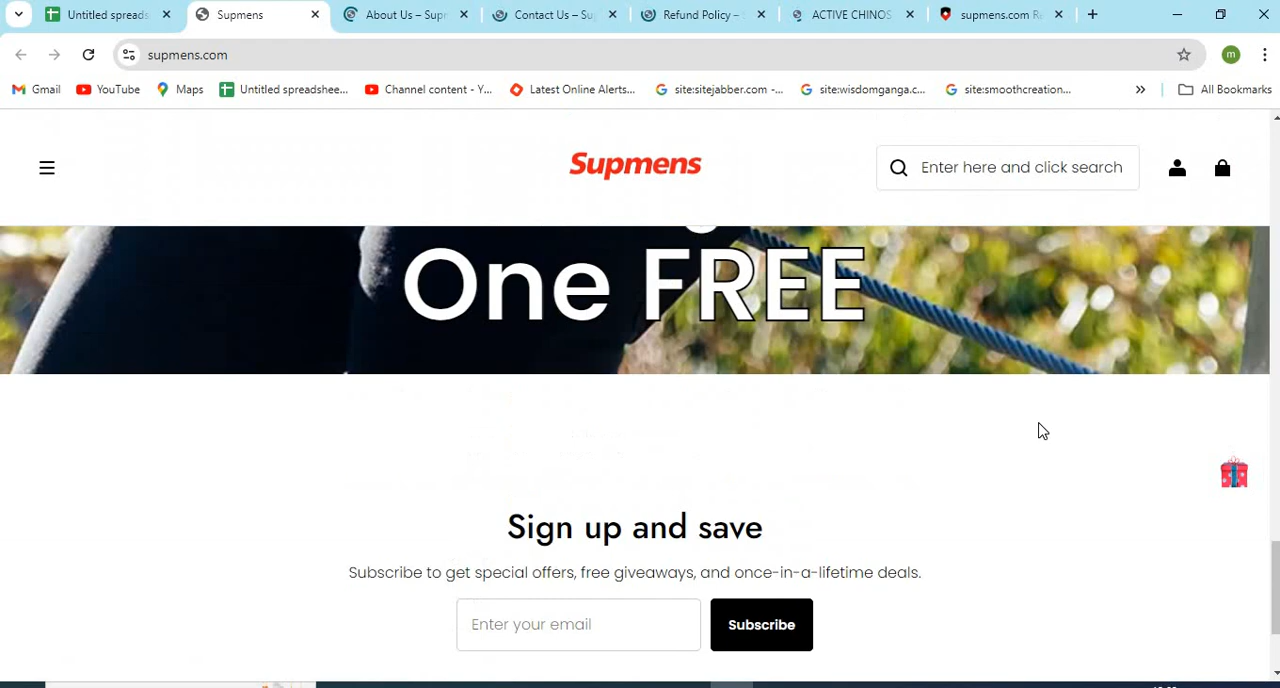 Untitled spreads
Supmens
About Us – Sup
Contact Us – Su
Refund Policy –
ACTIVE CHINOS
supmens.com R
supmens.com
m
Gmail
YouTube
Maps
Untitled spreadshee...
Channel content - Y...
Latest Online Alerts...
site:sitejabber.com -...
site:wisdomganga.c...
site:smoothcreation...
All Bookmarks
Supmens
Enter here and click search
One FREE
Sign up and save
Subscribe to get special offers, free giveaways, and once-in-a-lifetime deals.
Enter your email
Subscribe